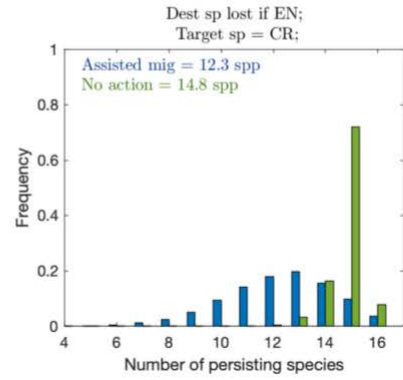 Dest sp lost if EN;
Target sp = CR;
1
Assisted mig = 12.3 spp
No action = 14.8 spp
0.8
0.6
0.4
0.2
0
4 6 8 10 12 14 16
Frequency
Number of persisting species